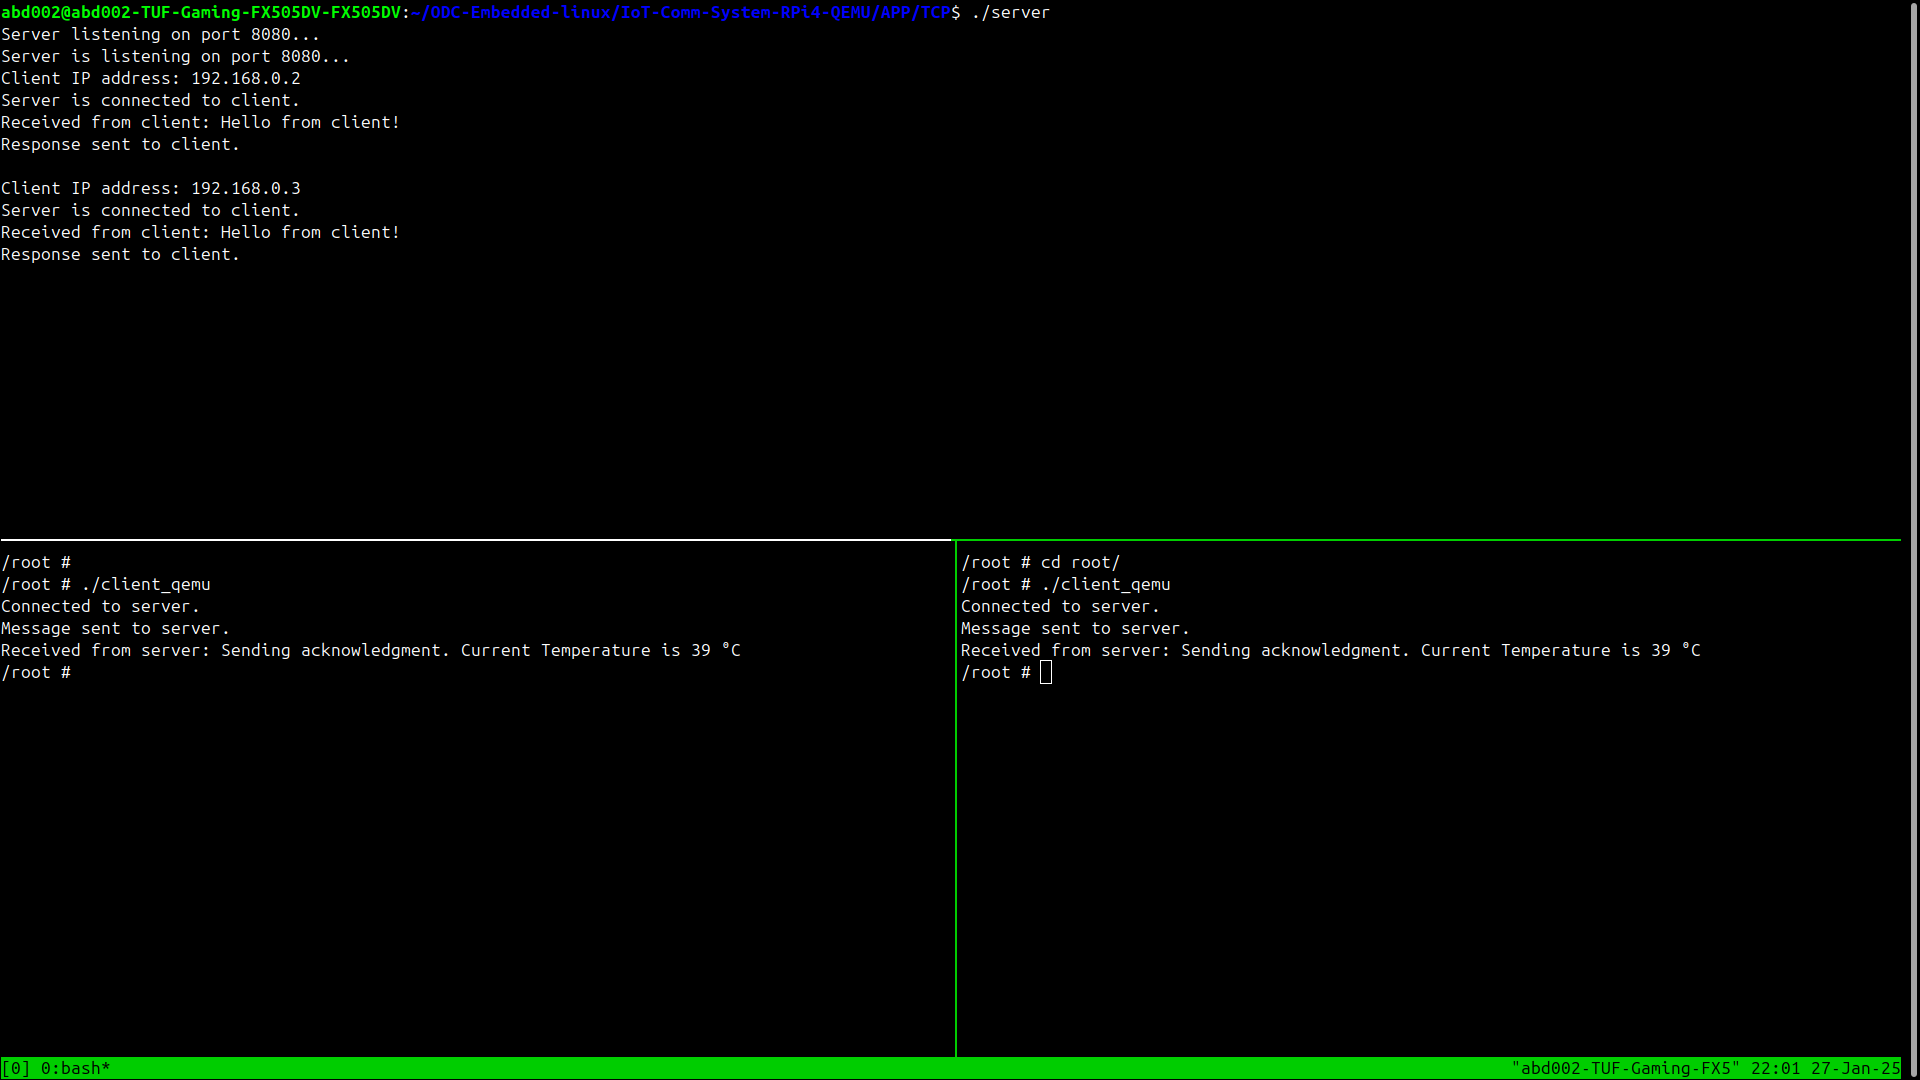 abd002@abd002-TUF-Gaming-FX505DV-FX505DV:~/ODC-Embedded-linux/IoT-Comm-System-RPi4-QEMU/APP/TCP$ ./server
Server listening on port 8080...
Server is listening on port 8080...
Client IP address: 192.168.0.2
Server is connected to client.
Received from client: Hello from client!
Response sent to client.

Client IP address: 192.168.0.3
Server is connected to client.
Received from client: Hello from client!
Response sent to client.

/root #
/root # ./client_qemu
Connected to server.
Message sent to server.
Received from server: Sending acknowledgment. Current Temperature is 39 °C
/root #

/root # cd root/
/root # ./client_qemu
Connected to server.
Message sent to server.
Received from server: Sending acknowledgment. Current Temperature is 39 °C
/root #

[0] 0:bash* "abd002-TUF-Gaming-FX5" 22:01 27-Jan-25